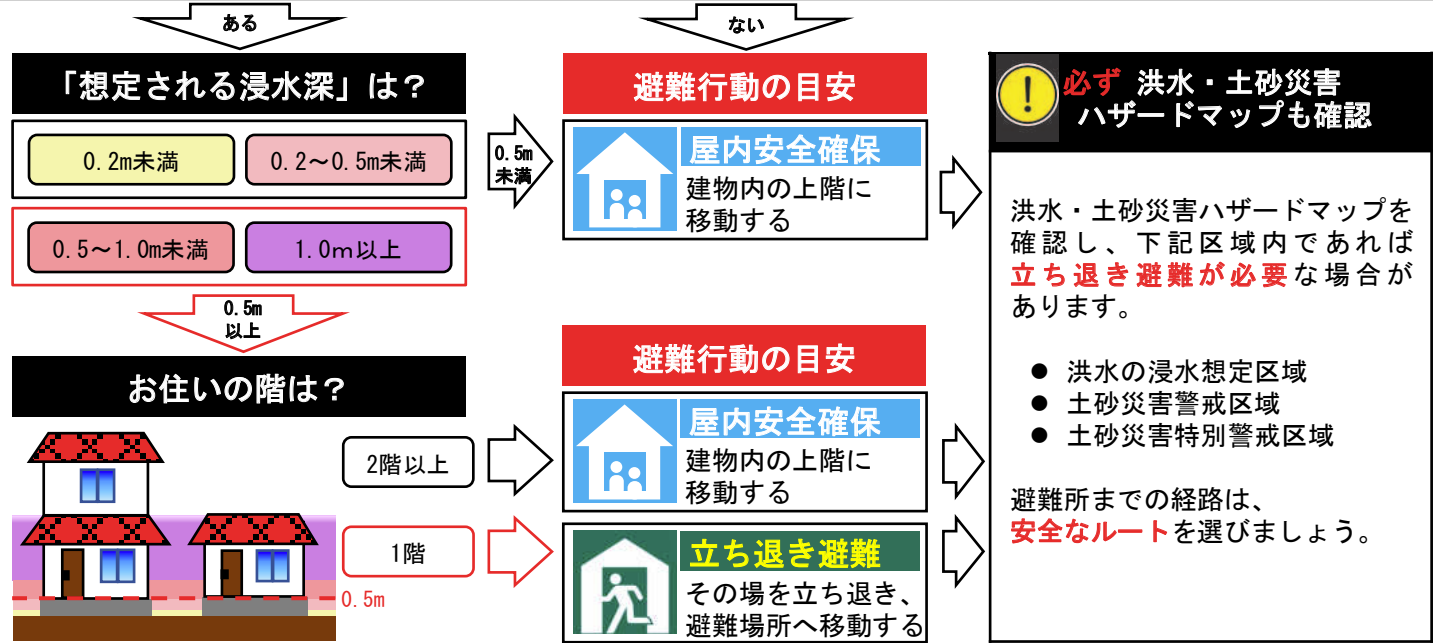 ある
ない
「想定される浸水深」は？
0.2m未満
0.2～0.5m未満
0.5～1.0m未満
1.0ｍ以上
0.5m
未満
避難行動の目安
屋内安全確保
建物内の上階に
移動する
0.5m
以上
お住いの階は？
2階以上
1階
0.5m
避難行動の目安
屋内安全確保
建物内の上階に
移動する
立ち退き避難
その場を立ち退き、
避難場所へ移動する
必ず 洪水・土砂災害
ハザードマップも確認
洪水・土砂災害ハザードマップを
確認し、下記区域内であれば
立ち退き避難が必要な場合が
あります。
● 洪水の浸水想定区域
● 土砂災害警戒区域
● 土砂災害特別警戒区域
避難所までの経路は、
安全なルートを選びましょう。